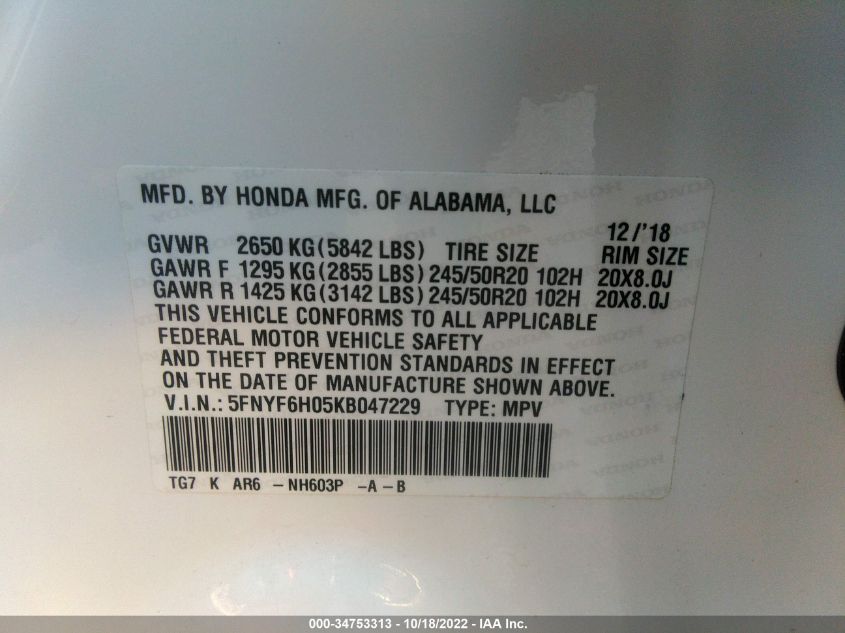 MFD. BY HONDA MFG. OF ALABAMA, LLC
12/'18
GVWR 2650 KG (5842 LBS) TIRE SIZE RIM SIZE
GAWR F 1295 KG (2855 LBS) 245/50R20 102H 20X8.0J
GAWR R 1425 KG (3142 LBS) 245/50R20 102H 20X8.0J
THIS VEHICLE CONFORMS TO ALL APPLICABLE
FEDERAL MOTOR VEHICLE SAFETY
AND THEFT PREVENTION STANDARDS IN EFFECT
ON THE DATE OF MANUFACTURE SHOWN ABOVE.
V.I.N.: 5FNYF6H05KB047229 TYPE: MPV
TG7 K AR6 -NH603P -A-B
000-34753313 - 10/18/2022 - IAA Inc.